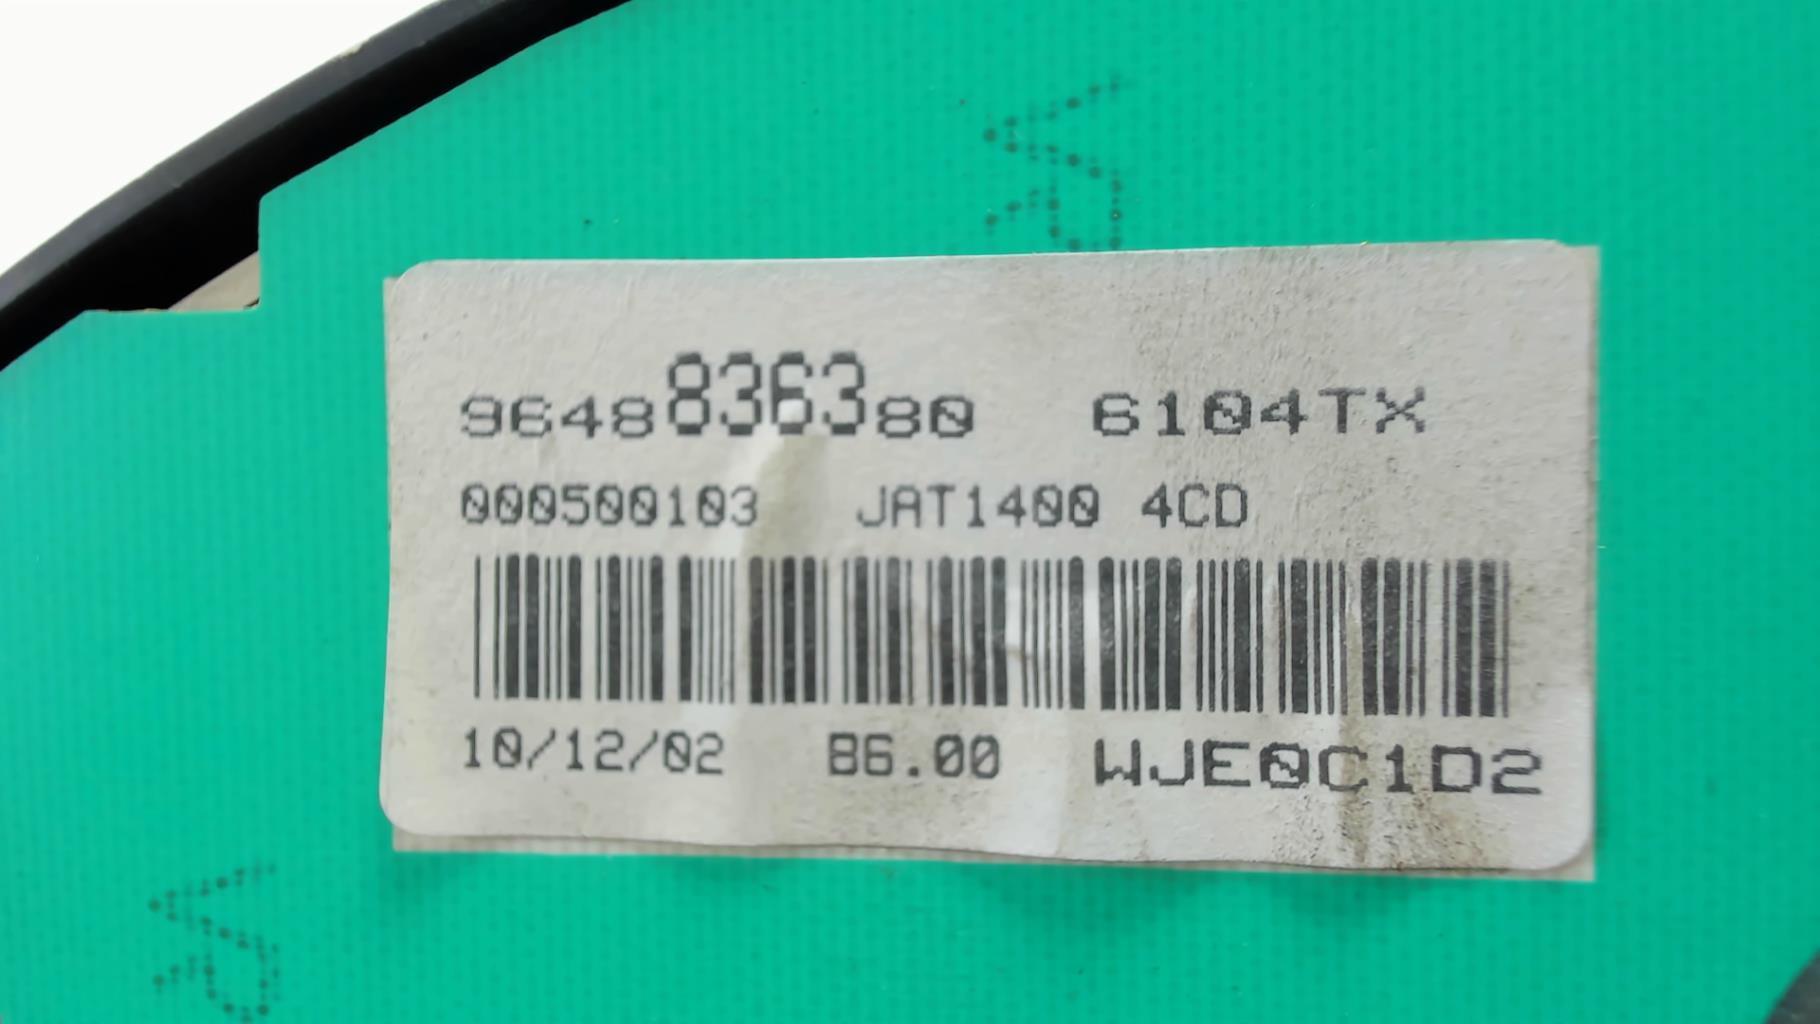 9648836380 6104TX
000500103 JAT1400 4CD
10/12/02 B6.00 WJE0C1D2